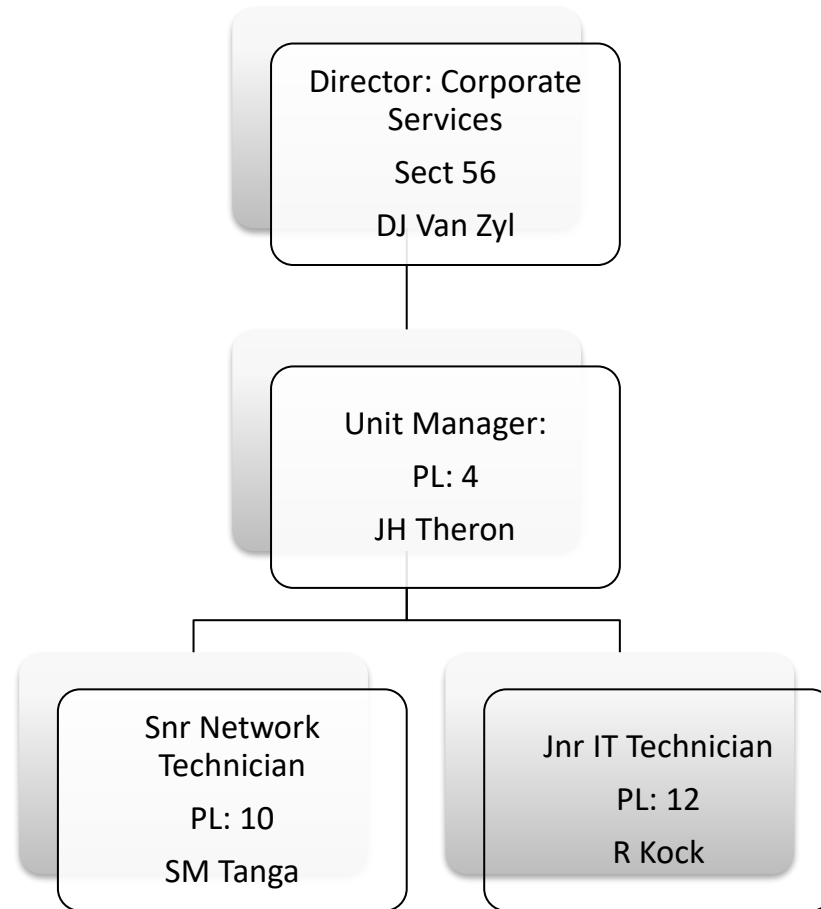 Director: Corporate
Services
Sect 56
DJ Van Zyl
Unit Manager:
PL: 4
JH Theron
Snr Network
Technician
PL: 10
SM Tanga
Jnr IT Technician
PL: 12
R Kock